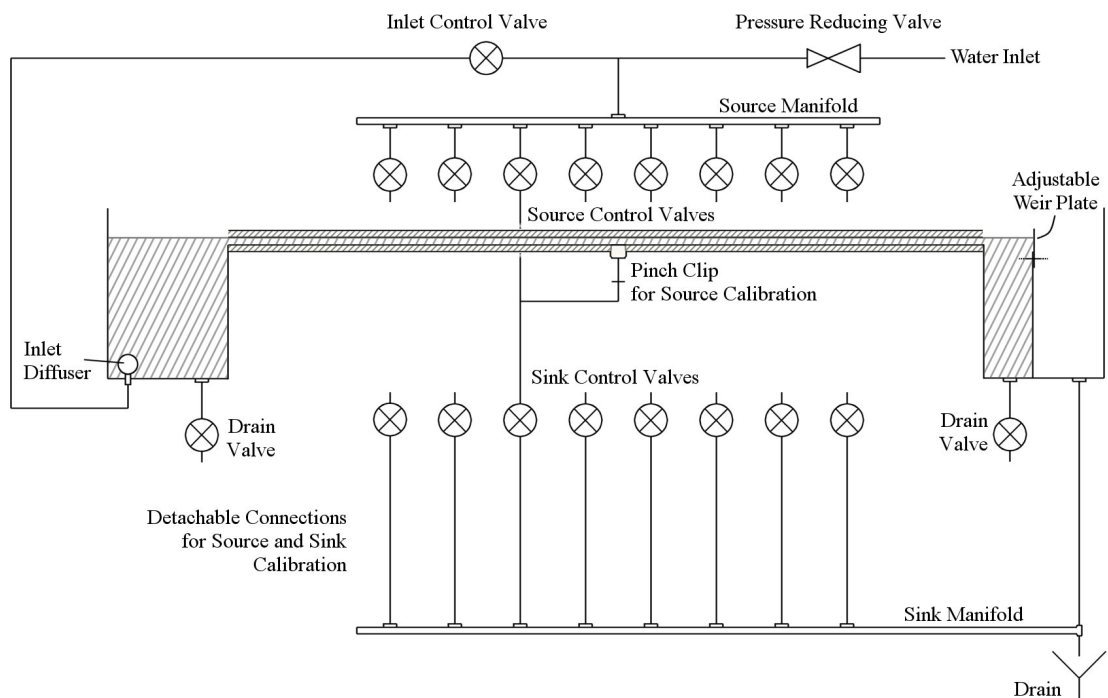 Inlet Control Valve
Pressure Reducing Valve
Water Inlet
Source Manifold
Adjustable
Weir Plate
Source Control Valves
Pinch Clip
for Source Calibration
Inlet
Diffuser
Sink Control Valves
Drain
Valve
Drain
Valve
Detachable Connections
for Source and Sink
Calibration
Sink Manifold
Drain